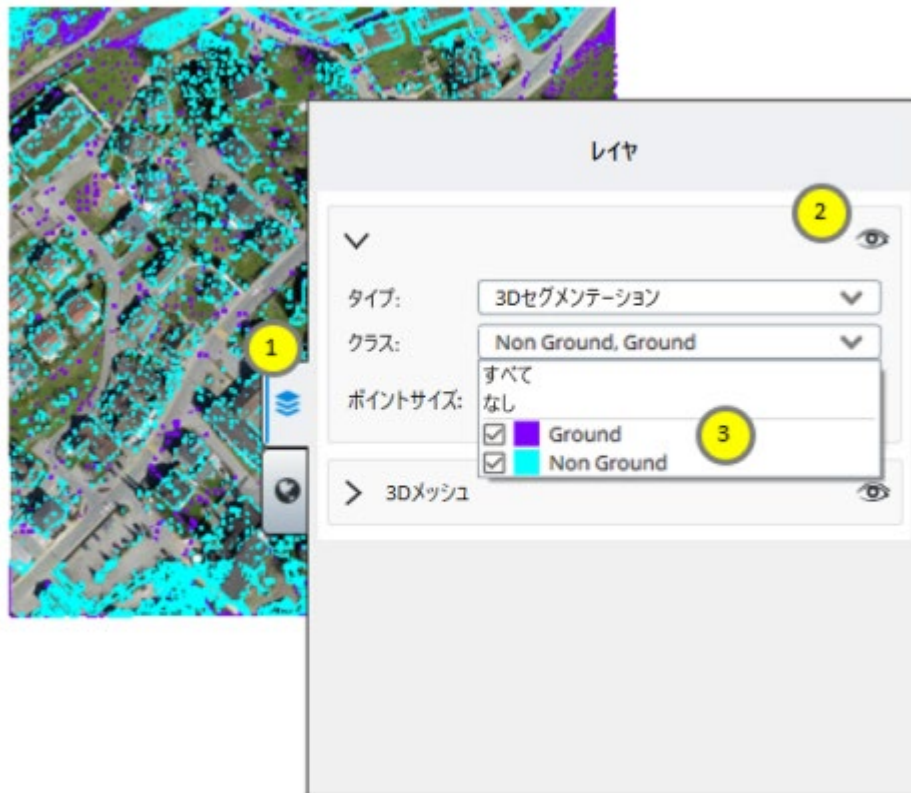 レイヤ
2
タイプ: 3Dセグメンテーション
1
クラス: Non Ground, Ground
すべて
ポイントサイズ: なし
Ground
3
Non Ground
3Dメッシュ